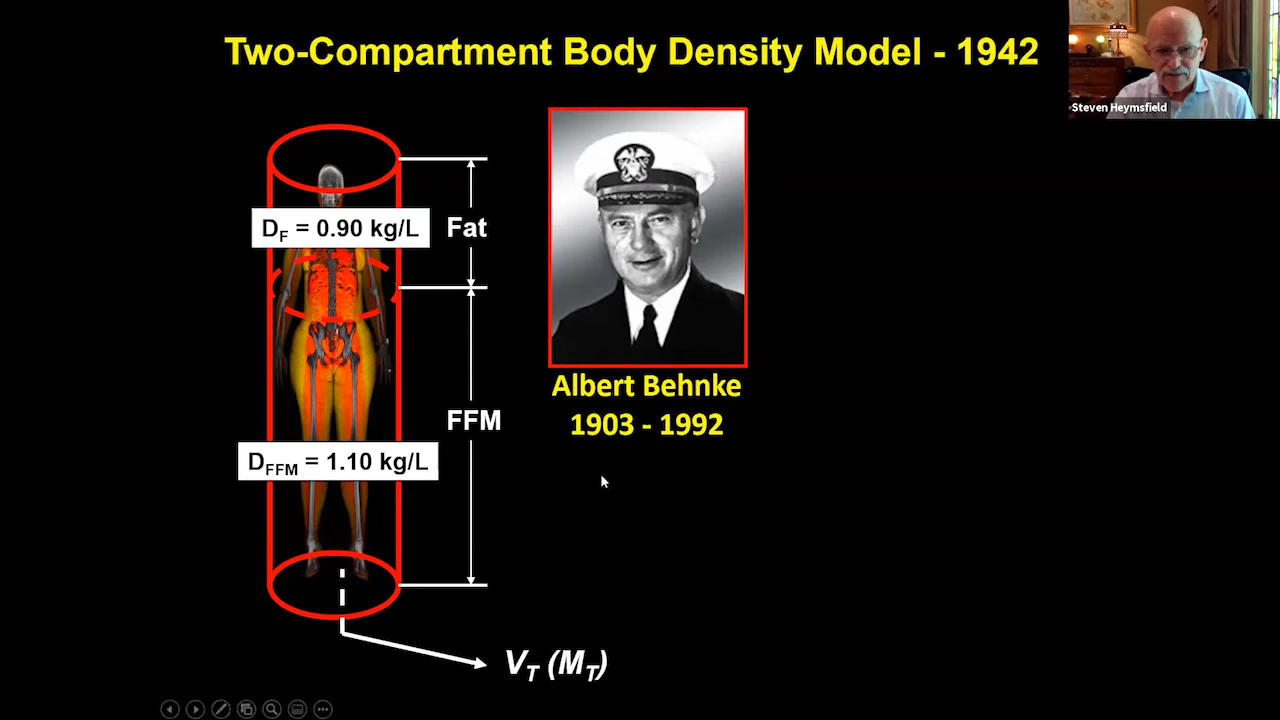 Two-Compartment Body Density Model - 1942
Steven Heymsfield
D_F = 0.90 kg/L
Fat
Albert Behnke
1903 - 1992
FFM
D_FFM = 1.10 kg/L
V_T (M_T)